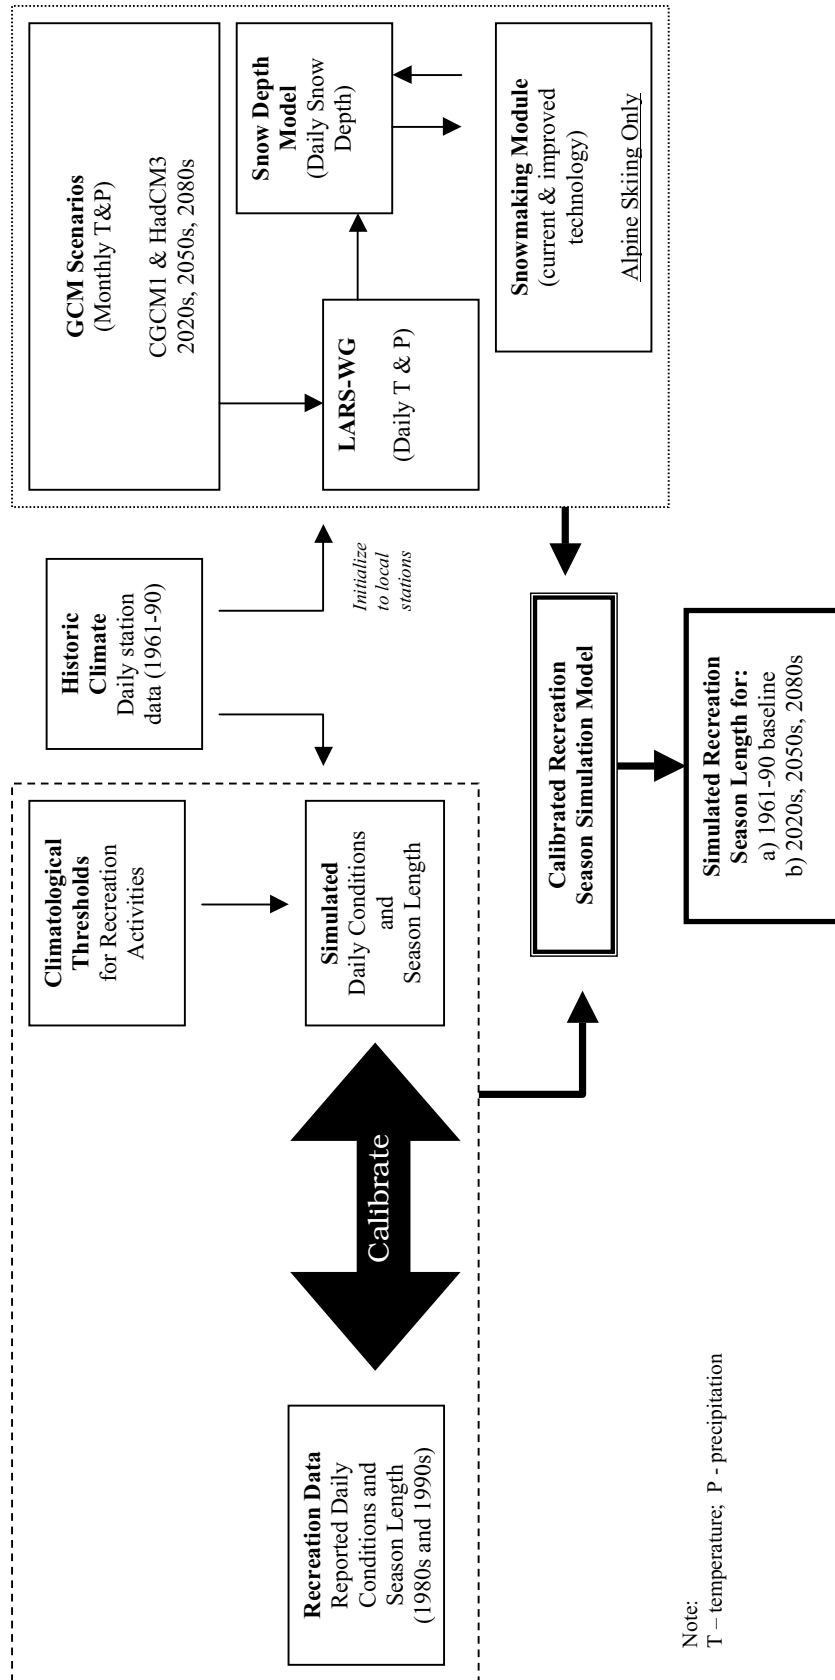 Climatological
Thresholds
for Recreation
Activities
Historic
Climate
Daily station
data (1961-90)
GCM Scenarios
(Monthly T&P)
CGCM1 & HadCM3
2020s, 2050s, 2080s
Recreation Data
Reported Daily
Conditions and
Season Length
(1980s and 1990s)
Calibrate
Simulated
Daily Conditions
and
Season Length
Initialize
to local
stations
LARS-WG
(Daily T & P)
Snow Depth
Model
(Daily Snow
Depth)
Snowmaking Module
(current & improved
technology)
Alpine Skiing Only
Calibrated Recreation
Season Simulation Model
Simulated Recreation
Season Length for:
a) 1961-90 baseline
b) 2020s, 2050s, 2080s
Note:
T – temperature; P - precipitation